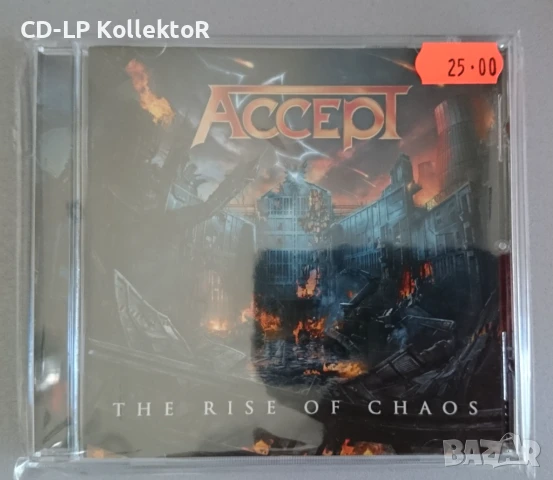 CD-LP KollektoR
25.00
ACCEPT
THE RISE OF CHAOS
BAZAR